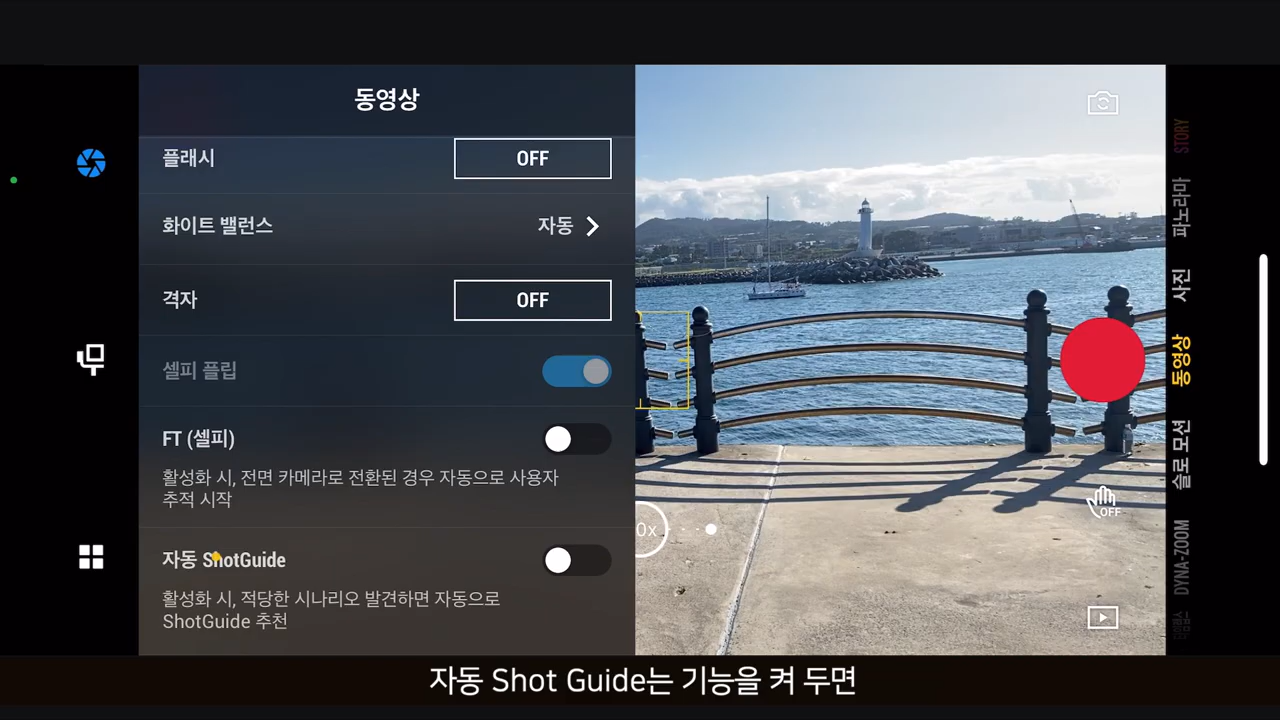 동영상
플래시
OFF
화이트 밸런스
자동
격자
OFF
셀피 플립
FT (셀피)
활성화 시, 전면 카메라로 전환된 경우 자동으로 사용자
추적 시작
자동 ShotGuide
활성화 시, 적당한 시나리오 발견하면 자동으로
ShotGuide 추천
0x
OFF
STORY
파노라마
사진
동영상
슬로 모션
DYNA-ZOOM
자동 Shot Guide는 기능을 켜 두면